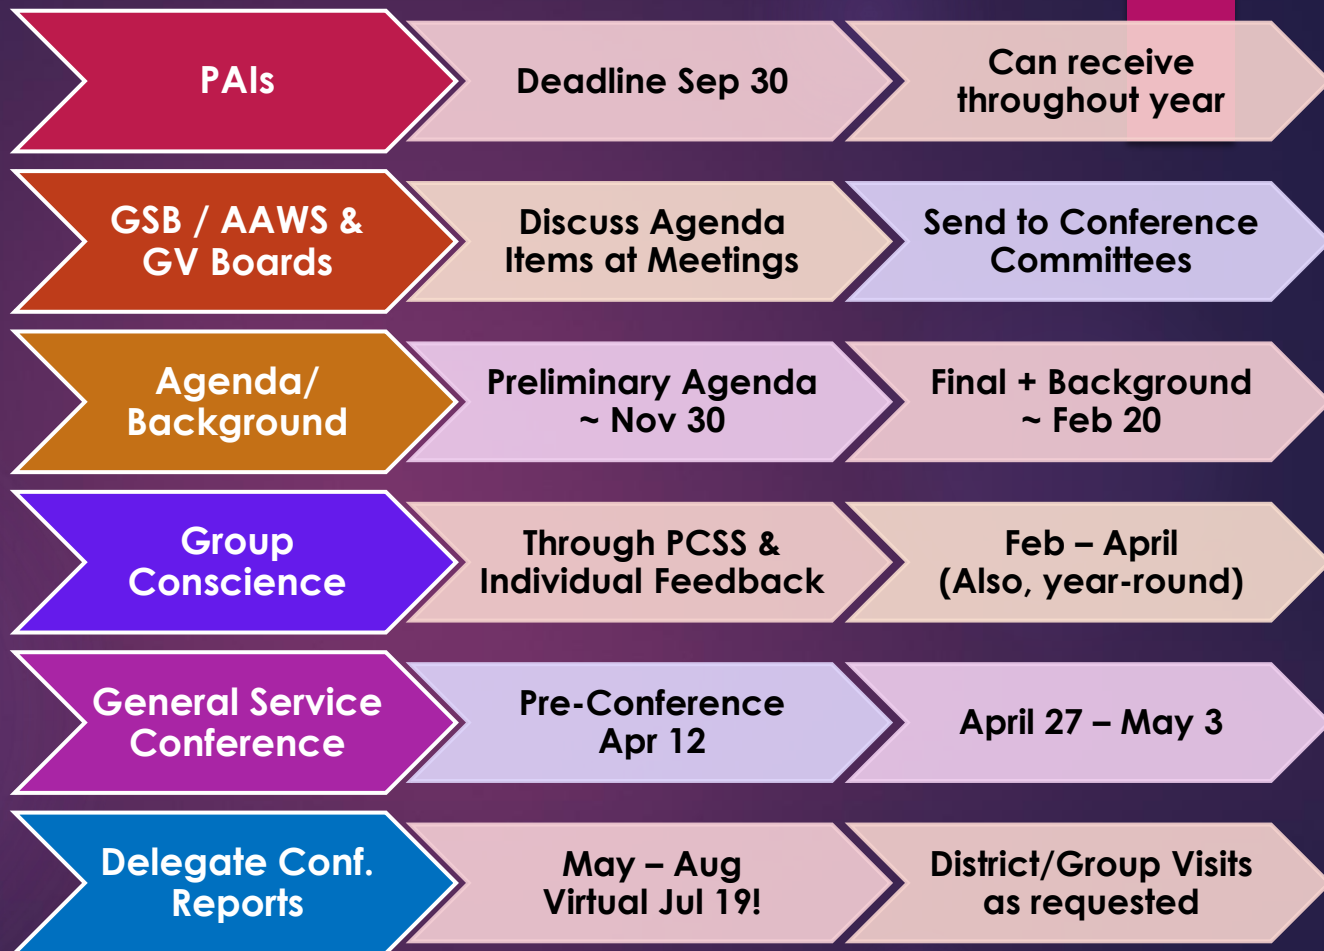 PAIs
Deadline Sep 30
Can receive
throughout year
GSB / AAWS &
GV Boards
Discuss Agenda
Items at Meetings
Send to Conference
Committees
Agenda/
Background
Preliminary Agenda
~ Nov 30
Final + Background
~ Feb 20
Group
Conscience
Through PCSS &
Individual Feedback
Feb – April
(Also, year-round)
General Service
Conference
Pre-Conference
Apr 12
April 27 – May 3
Delegate Conf.
Reports
May – Aug
Virtual Jul 19!
District/Group Visits
as requested